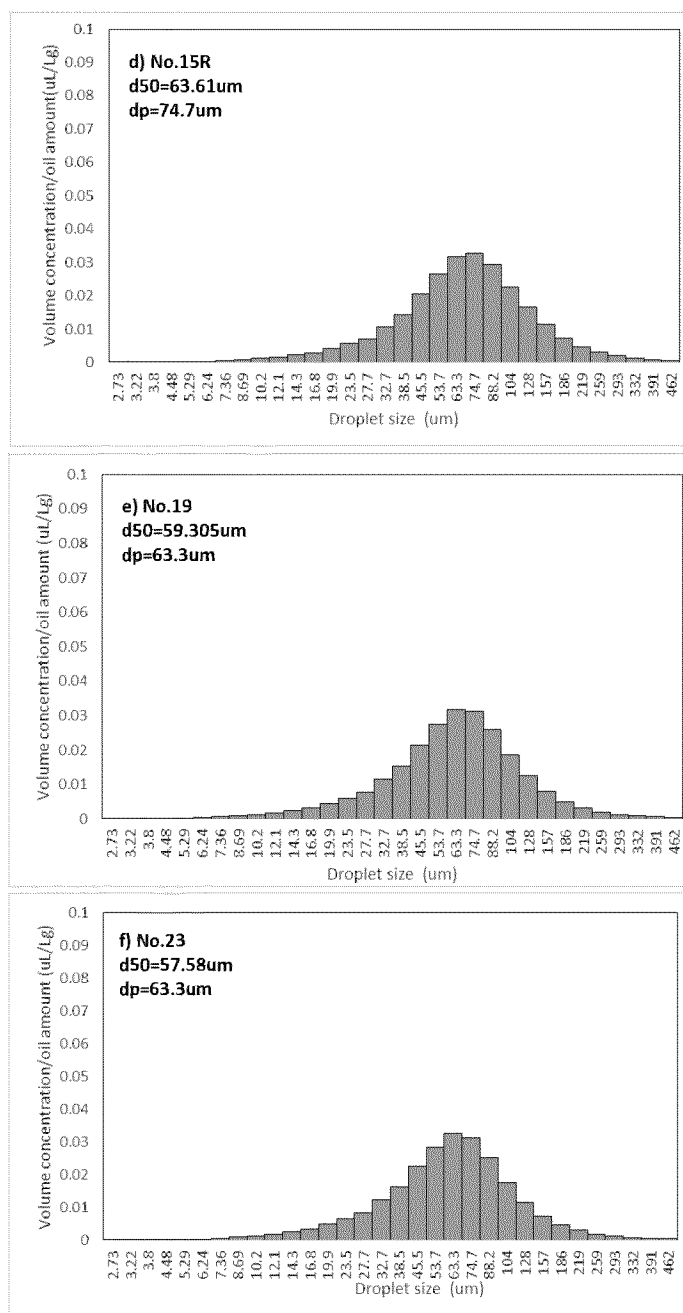 d) No.15R
d50=63.61um
dp=74.7um
Volume concentration/oil amount(uL/Lg)
0.1
0.09
0.08
0.07
0.06
0.05
0.04
0.03
0.02
0.01
0
2.73 3.22 3.8 4.48 5.29 6.24 7.36 8.69 10.2 12.1 14.3 16.8 19.9 23.5 27.7 32.7 38.5 45.5 53.7 63.3 74.7 88.2 104 128 157 186 219 259 293 332 391 462
Droplet size (um)
e) No.19
d50=59.305um
dp=63.3um
Volume concentration/oil amount (uL/Lg)
0.1
0.09
0.08
0.07
0.06
0.05
0.04
0.03
0.02
0.01
0
2.73 3.22 3.8 4.48 5.29 6.24 7.36 8.69 10.2 12.1 14.3 16.8 19.9 23.5 27.7 32.7 38.5 45.5 53.7 63.3 74.7 88.2 104 128 157 186 219 259 293 332 391 462
Droplet size (um)
f) No.23
d50=57.58um
dp=63.3um
Volume concentration/oil amount (uL/Lg)
0.1
0.09
0.08
0.07
0.06
0.05
0.04
0.03
0.02
0.01
0
2.73 3.22 3.8 4.48 5.29 6.24 7.36 8.69 10.2 12.1 14.3 16.8 19.9 23.5 27.7 32.7 38.5 45.5 53.7 63.3 74.7 88.2 104 128 157 186 219 259 293 332 391 462
Droplet size (um)